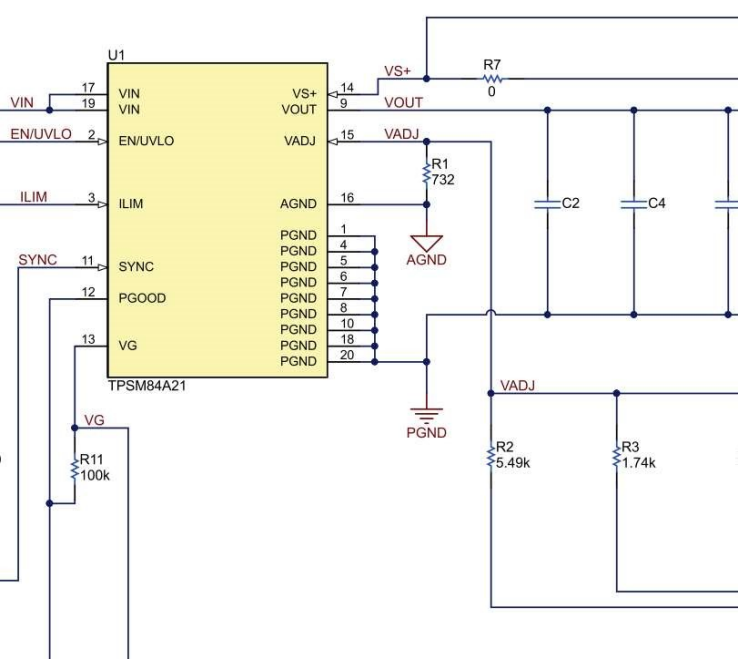 U1
VS+
R7
0
17
VIN
VS+
14
VIN
19
VIN
VOUT
9
VOUT
EN/UVLO
2
EN/UVLO
VADJ
15
VADJ
R1
732
ILIM
3
ILIM
AGND
16
C2
C4
PGND
1
PGND
4
AGND
SYNC
11
SYNC
PGND
5
PGND
6
12
PGOOD
PGND
7
PGND
8
PGND
10
13
VG
PGND
18
PGND
20
TPSM84A21
VADJ
VG
PGND
R11
100k
R2
5.49k
R3
1.74k